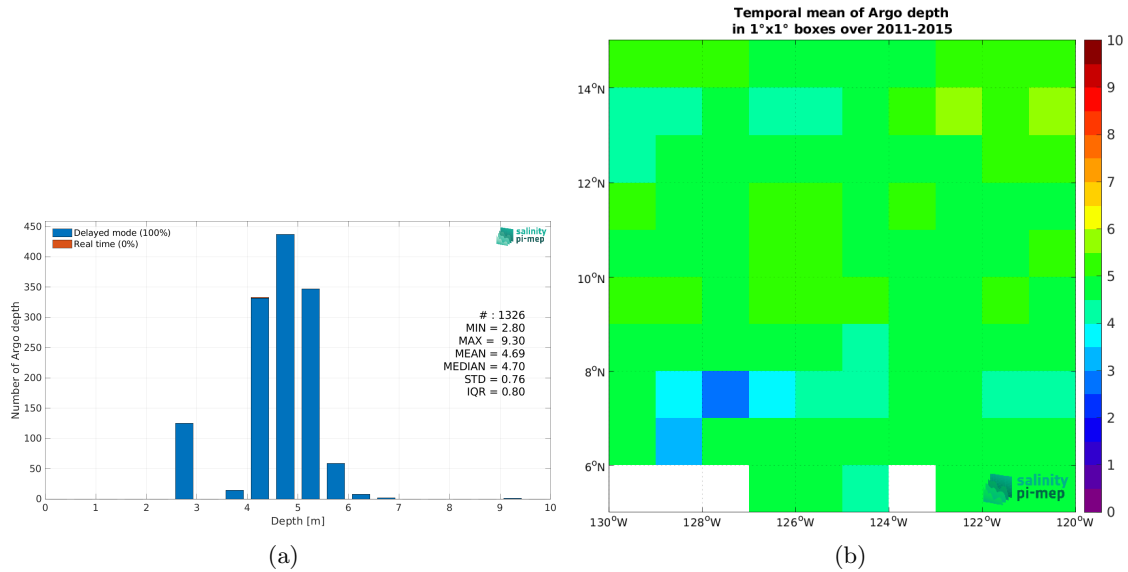 Delayed mode (100%)
Real time (0%)
salinity
pi-mep
Number of Argo depth
450
400
350
300
250
200
150
100
50
0
# : 1326
MIN = 2.80
MAX = 9.30
MEAN = 4.69
MEDIAN = 4.70
STD = 0.76
IQR = 0.80
0 1 2 3 4 5 6 7 8 9 10
Depth [m]
(a)
Temporal mean of Argo depth
in 1°x1° boxes over 2011-2015
14°N
12°N
10°N
8°N
6°N
130°W 128°W 126°W 124°W 122°W 120°W
salinity
pi-mep
10
9
8
7
6
5
4
3
2
1
0
(b)